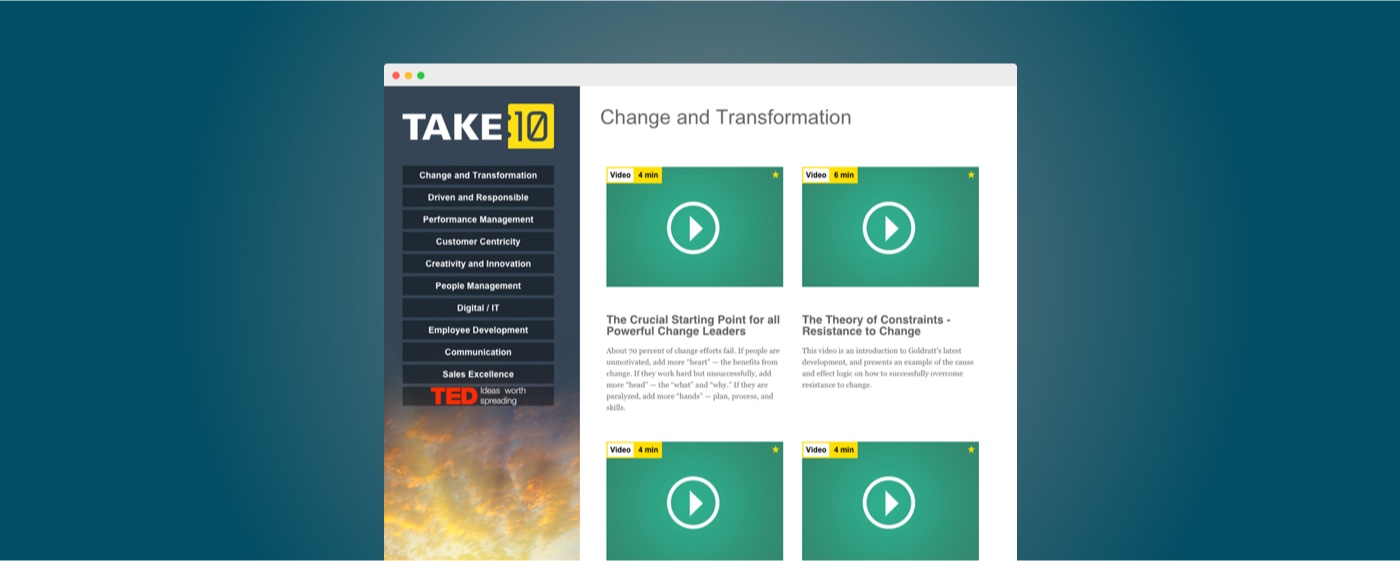 TAKE:10
Change and Transformation
Driven and Responsible
Performance Management
Customer Centricity
Creativity and Innovation
People Management
Digital / IT
Employee Development
Communication
Sales Excellence
TED Ideas worth
spreading
Change and Transformation
Video 4 min
The Crucial Starting Point for all
Powerful Change Leaders
About 70 percent of change efforts fail. If people are
unmotivated, add more “heart” — the benefits from
change. If they work hard but unsuccessfully, add
more “head” — the “what” and “why.” If they are
paralyzed, add more “hands” — plan, process, and
skills.
Video 6 min
The Theory of Constraints -
Resistance to Change
This video is an introduction to Goldratt's latest
development, and presents an example of the cause
and effect logic on how to successfully overcome
resistance to change.
Video 4 min
Video 4 min